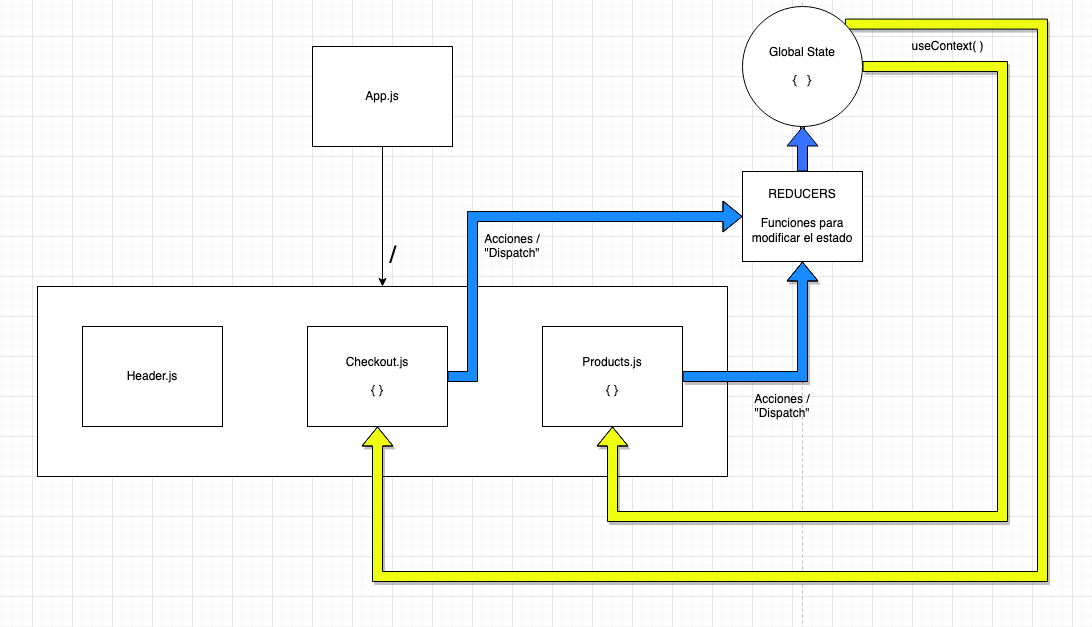 Global State
{ }
useContext( )
App.js
REDUCERS
Funciones para
modificar el estado
Acciones /
"Dispatch"
/
Header.js
Checkout.js
{ }
Products.js
{ }
Acciones /
"Dispatch"